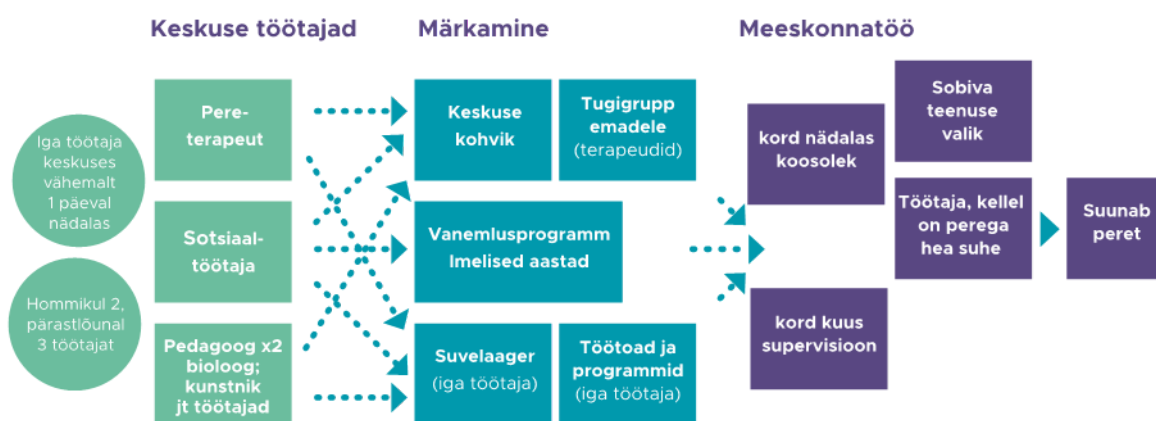 Keskuse töötajad
Märkamine
Meeskonnatöö
Iga töötaja
keskuses
vähemalt
1 päeval
nädalas
Hommikul 2,
pärastlõunal
3 töötajat
Pere-
terapeut
Sotsiaal-
töötaja
Pedagoog x2
bioloog;
kunstnik
jt töötajad
Keskuse
kohvik
Tugigrupp
emadele
(terapeudid)
Vanemlusprogramm
Imelised aastad
Suvelaager
(iga töötaja)
Töötoad ja
programmid
(iga töötaja)
kord nädalas
koosolek
kord kuus
supervisioon
Sobiva
teenuse
valik
Töötaja, kellel
on perega
hea suhe
Suunab
peret